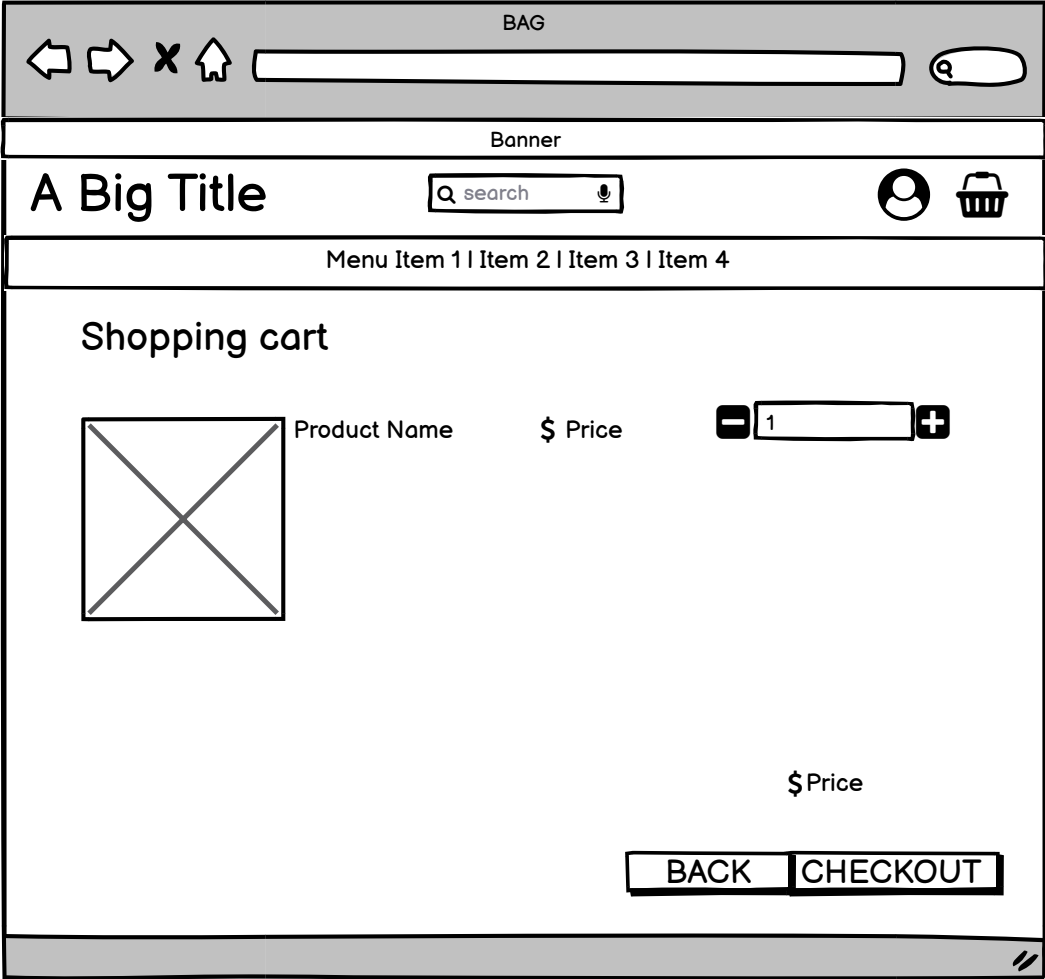 BAG
Banner
A Big Title
search
Menu Item 1 | Item 2 | Item 3 | Item 4
Shopping cart
Product Name
$ Price
1
$ Price
BACK
CHECKOUT